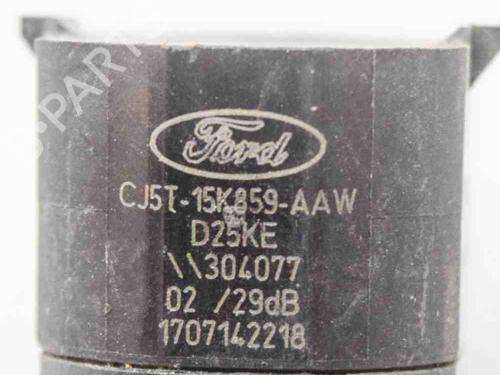 Ford
CJ5T-15K859-AAW
D25KE
\\304077
02 /29dB
1707142218